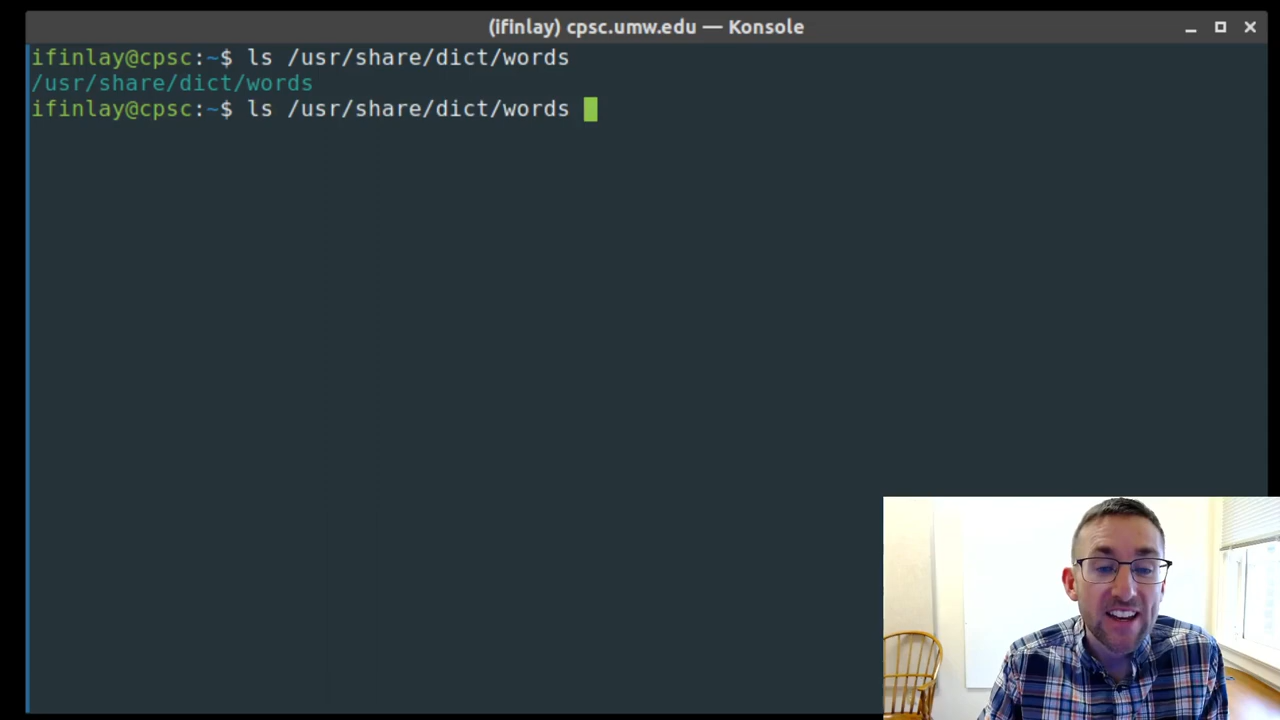 (ifinlay) cpsc.umw.edu — Konsole
ifinlay@cpsc:~$ ls /usr/share/dict/words
/usr/share/dict/words
ifinlay@cpsc:~$ ls /usr/share/dict/words